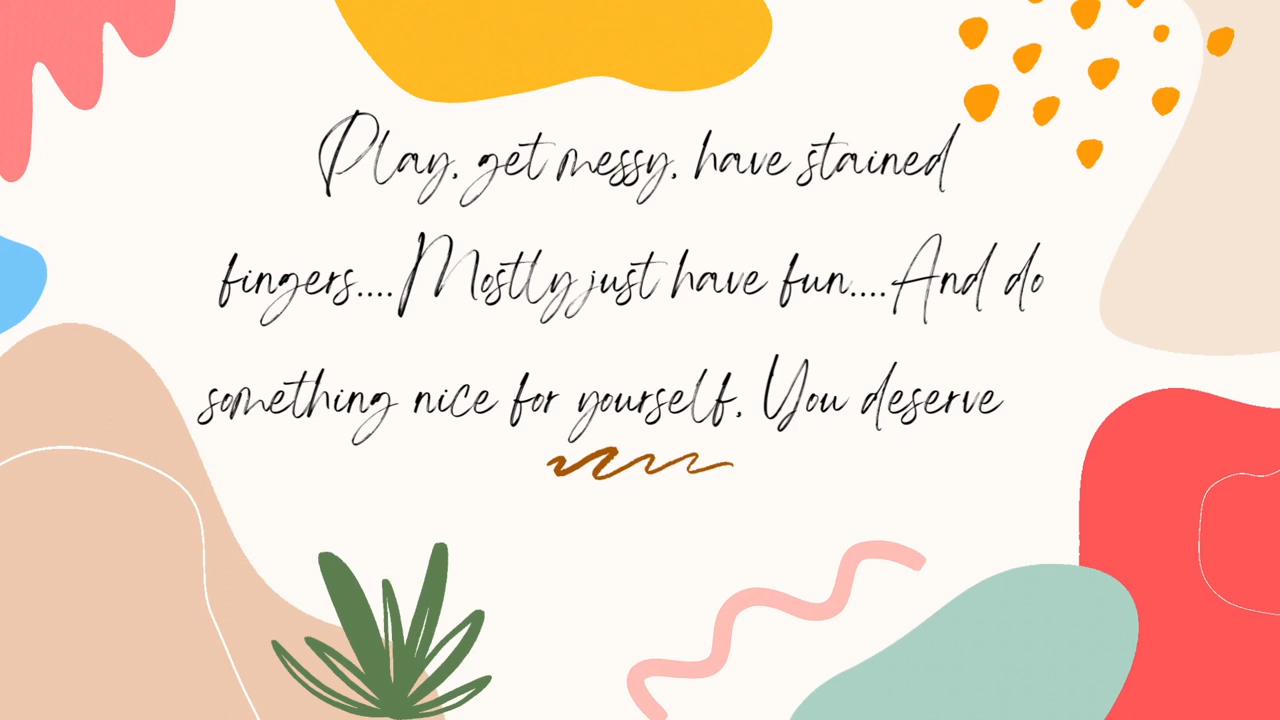 Play, get messy, have stained
fingers....Mostly just have fun....And do
something nice for yourself, You deserve